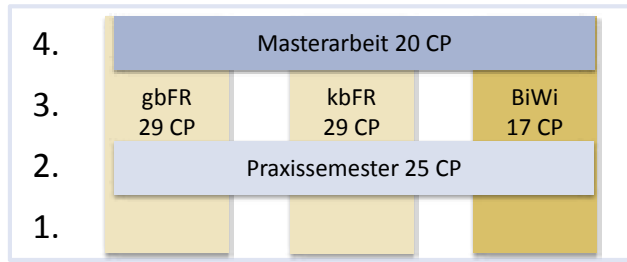 4.
Masterarbeit 20 CP
3.
gbFR
29 CP
kbFR
29 CP
BiWi
17 CP
2.
Praxissemester 25 CP
1.